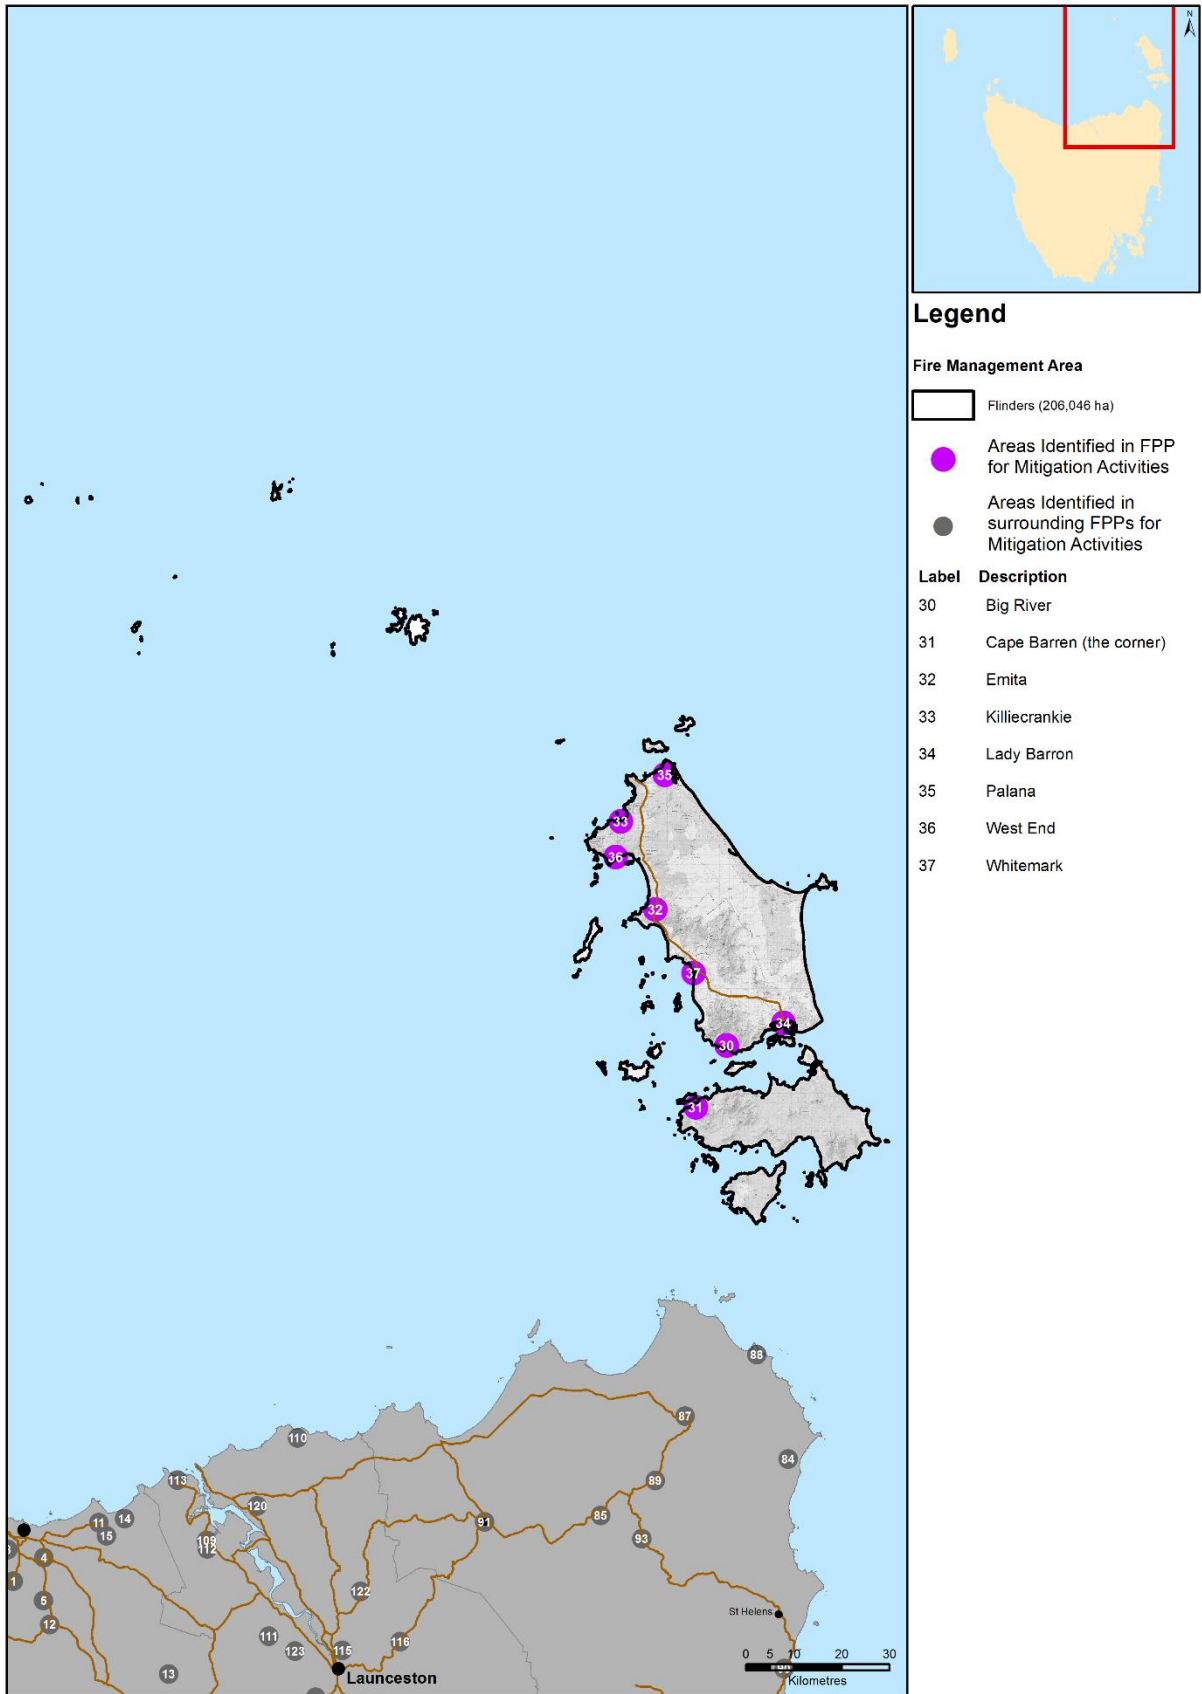 N
Legend
Fire Management Area
Flinders (206,046 ha)
Areas Identified in FPP
for Mitigation Activities
Areas Identified in
surrounding FPPs for
Mitigation Activities
Label Description
30 Big River
31 Cape Barren (the corner)
32 Emita
33 Killiecrankie
34 Lady Barron
35 Palana
36 West End
37 Whitemark
35
33
36
32
37
34
30
31
88
87
110
84
113
89
120
85
11
14
15
91
93
109
112
4
1
5
122
12
St Helens
111
123
115
116
13
Launceston
0 5 10 20 30
Kilometres